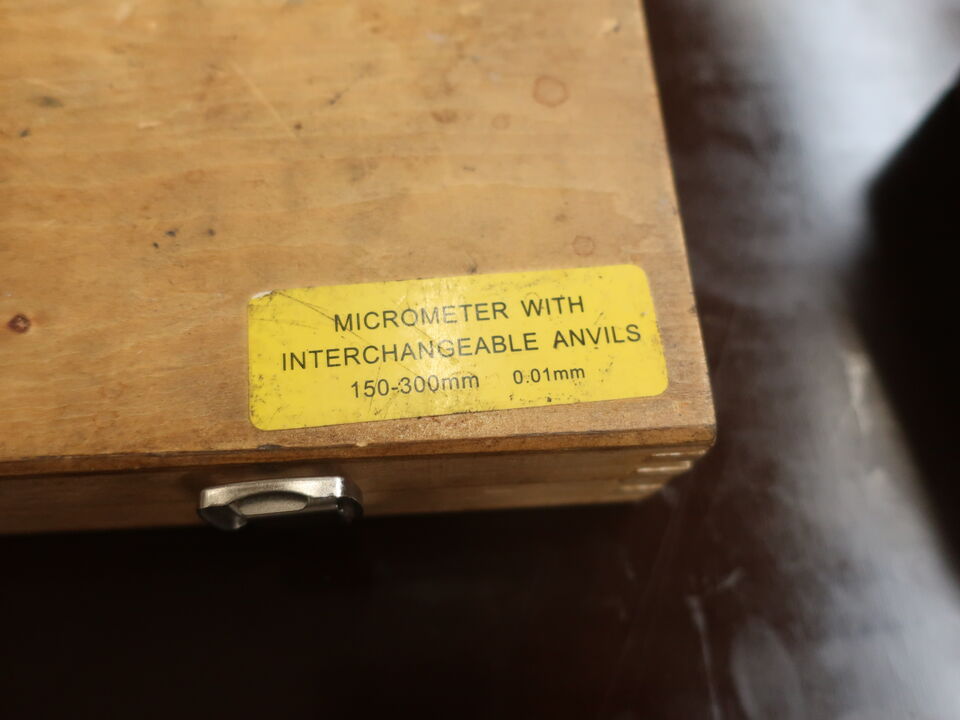 MICROMETER WITH
INTERCHANGEABLE ANVILS
150-300mm 0.01mm